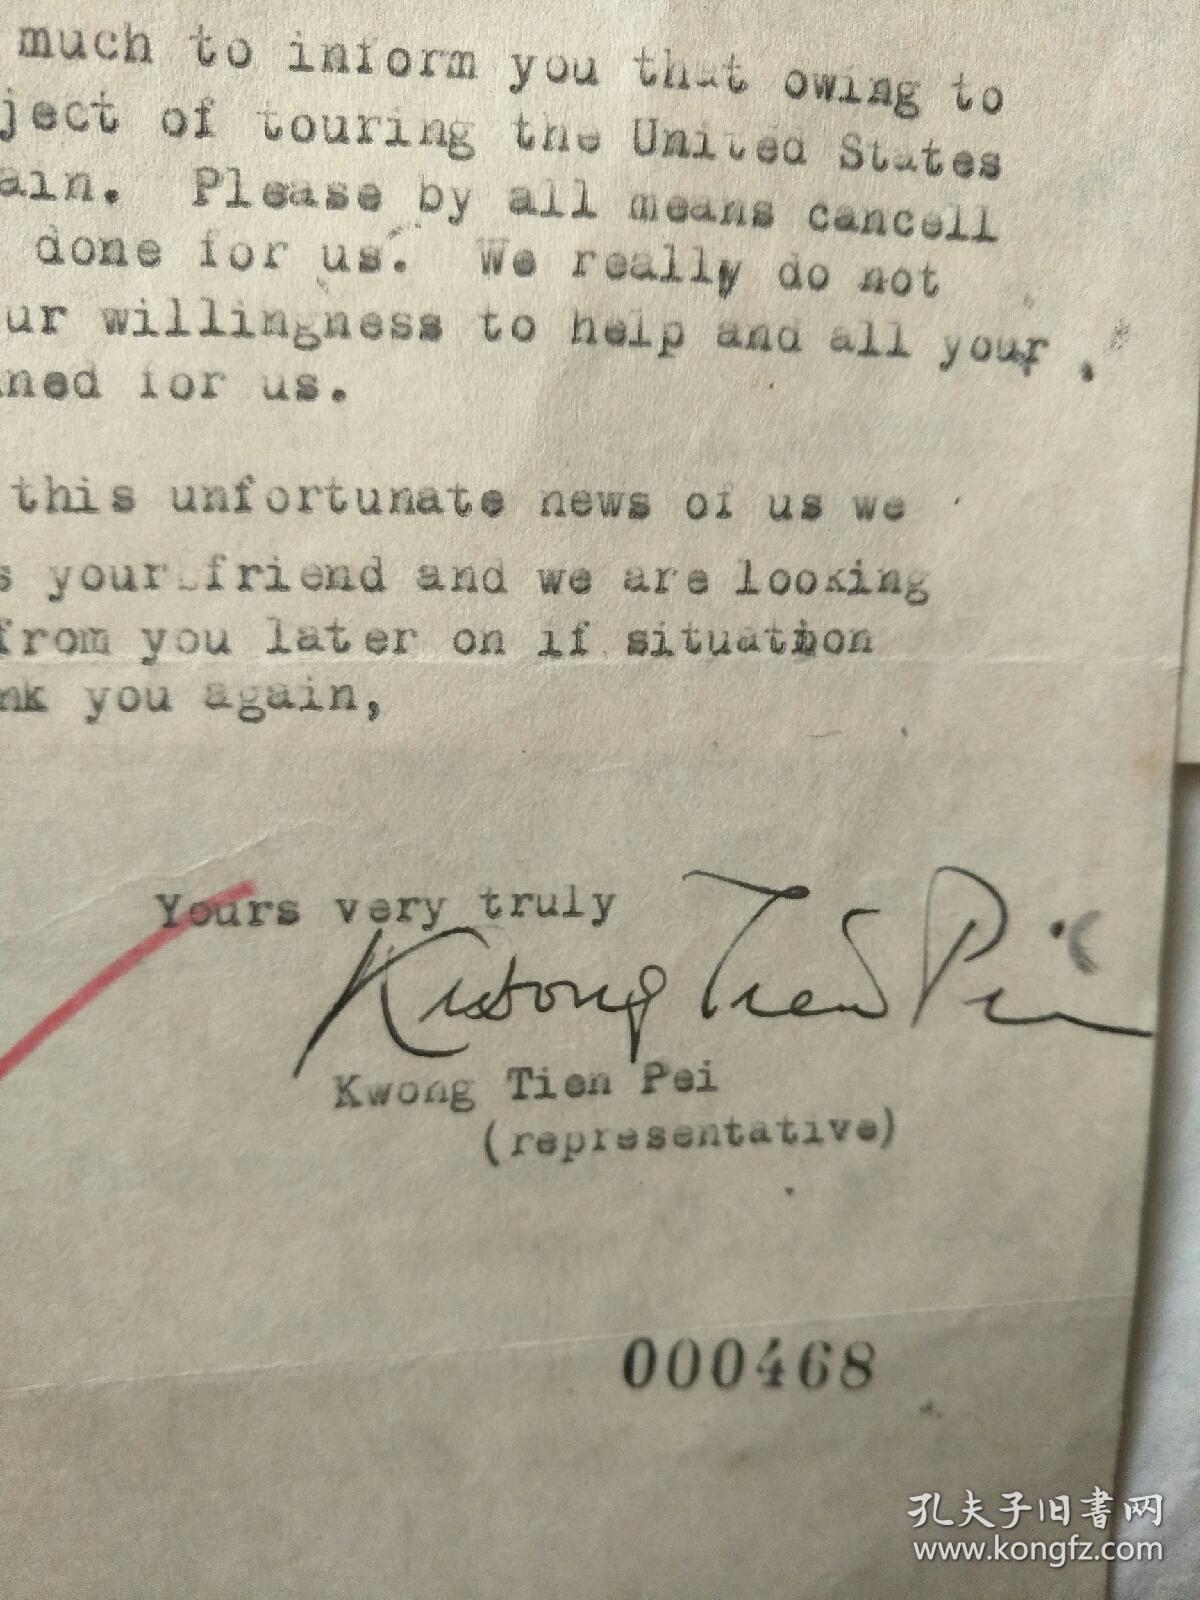 much to inform you that owing to
ject of touring the United States
ain. Please by all means cancell
done for us. We really do not
ur willingness to help and all your .
ned for us.
this unfortunate news of us we
s your friend and we are looking
from you later on if situation
nk you again,
Yours very truly
Kwong Tien Pei
Kwong Tien Pei
(representative)
000468
孔夫子旧书网
www.kongfz.com